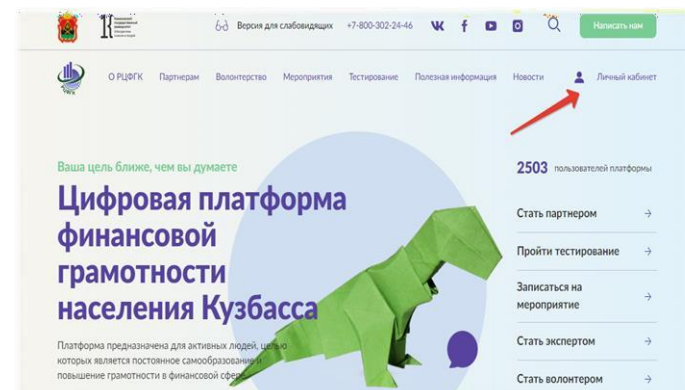 Версия для слабовидящих +7-800-302-24-46 Написать нам
О РЦФГК Партнерам Волонтерство Мероприятия Тестирование Полезная информация Новости Личный кабинет
Ваша цель ближе, чем вы думаете
Цифровая платформа
финансовой
грамотности
населения Кузбасса
Платформа предназначена для активных людей, целью
которых является постоянное самообразование и
повышение грамотности в финансовой сфере
2503 пользователей платформы
Стать партнером
Пройти тестирование
Записаться на
мероприятие
Стать экспертом
Стать волонтером